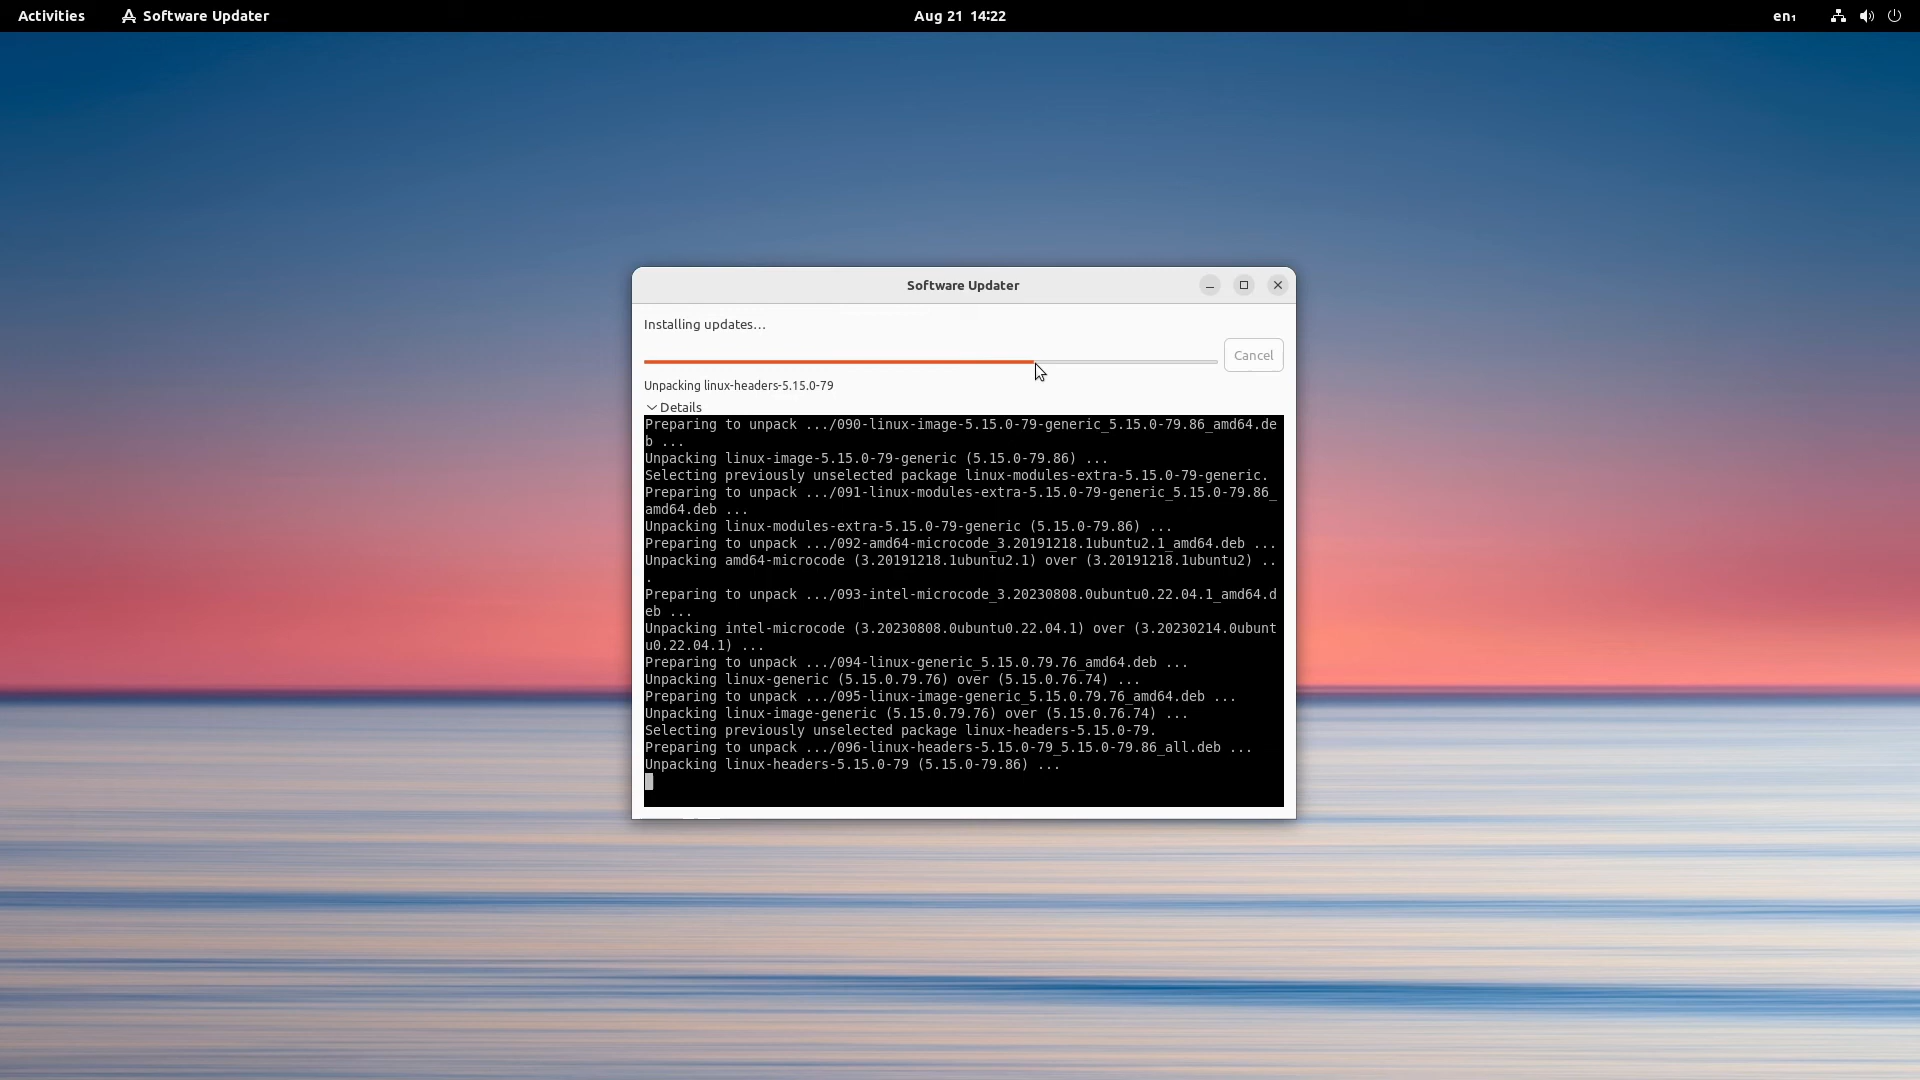 Activities
Software Updater
Aug 21 14:22
en₁
Software Updater
Installing updates…
Cancel
Unpacking linux-headers-5.15.0-79
Details
Preparing to unpack .../090-linux-image-5.15.0-79-generic_5.15.0-79.86_amd64.de
b ...
Unpacking linux-image-5.15.0-79-generic (5.15.0-79.86) ...
Selecting previously unselected package linux-modules-extra-5.15.0-79-generic.
Preparing to unpack .../091-linux-modules-extra-5.15.0-79-generic_5.15.0-79.86_
amd64.deb ...
Unpacking linux-modules-extra-5.15.0-79-generic (5.15.0-79.86) ...
Preparing to unpack .../092-amd64-microcode_3.20191218.1ubuntu2.1_amd64.deb ...
Unpacking amd64-microcode (3.20191218.1ubuntu2.1) over (3.20191218.1ubuntu2) ..
.
Preparing to unpack .../093-intel-microcode_3.20230808.0ubuntu0.22.04.1_amd64.d
eb ...
Unpacking intel-microcode (3.20230808.0ubuntu0.22.04.1) over (3.20230214.0ubunt
u0.22.04.1) ...
Preparing to unpack .../094-linux-generic_5.15.0.79.76_amd64.deb ...
Unpacking linux-generic (5.15.0.79.76) over (5.15.0.76.74) ...
Preparing to unpack .../095-linux-image-generic_5.15.0.79.76_amd64.deb ...
Unpacking linux-image-generic (5.15.0.79.76) over (5.15.0.76.74) ...
Selecting previously unselected package linux-headers-5.15.0-79.
Preparing to unpack .../096-linux-headers-5.15.0-79_5.15.0-79.86_all.deb ...
Unpacking linux-headers-5.15.0-79 (5.15.0-79.86) ...